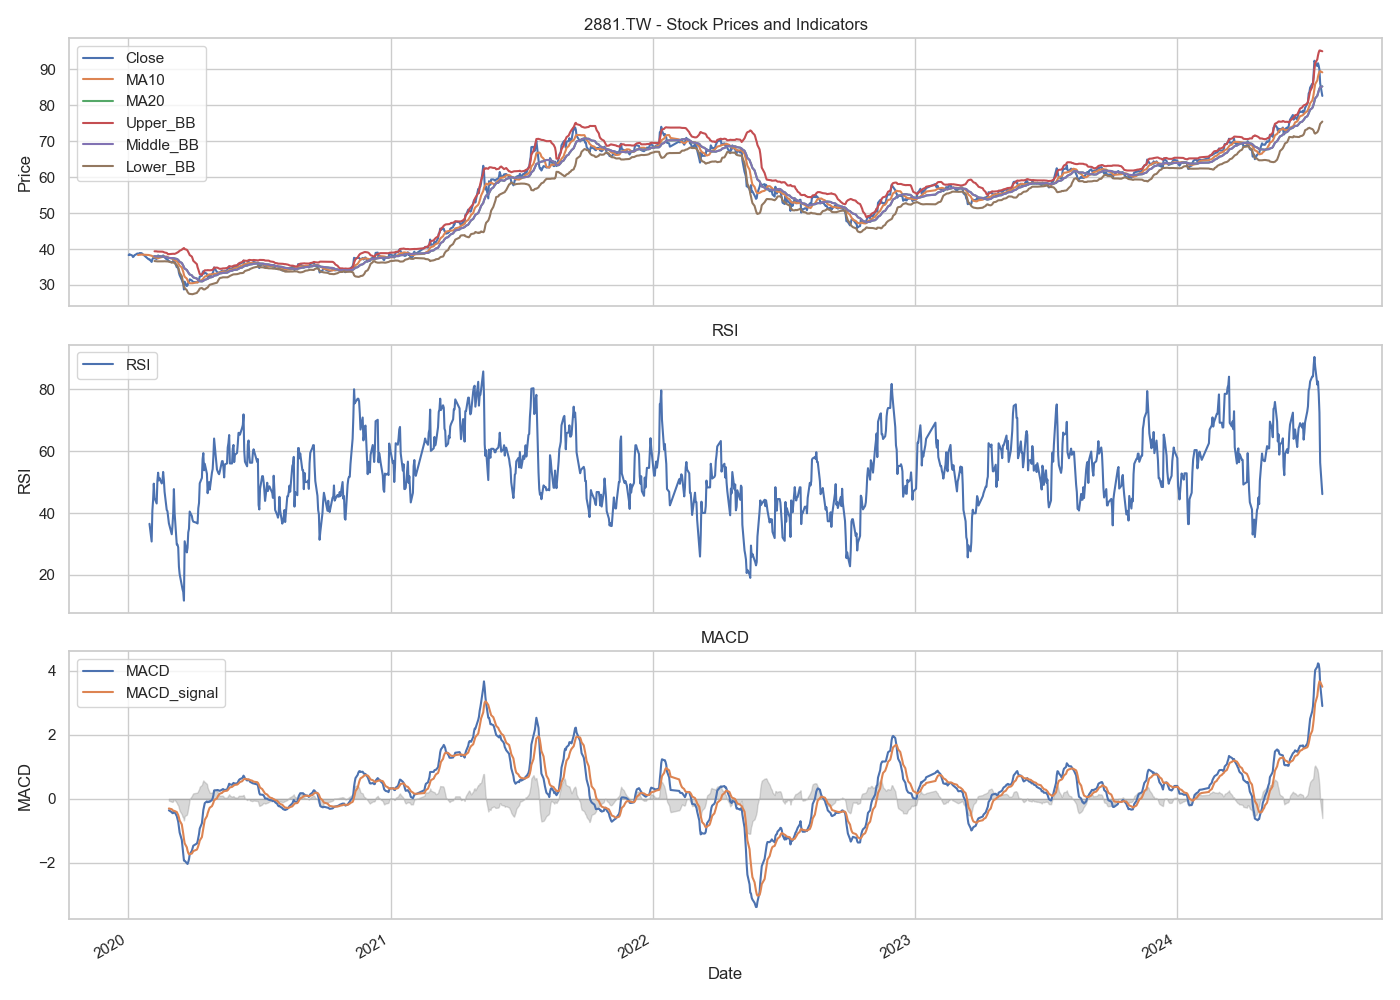 2881.TW - Stock Prices and Indicators
Close
MA10
MA20
Upper_BB
Middle_BB
Lower_BB
Price
90
80
70
60
50
40
30
RSI
RSI
RSI
80
60
40
20
MACD
MACD
MACD_signal
MACD
4
2
0
−2
2020
2021
2022
2023
2024
Date